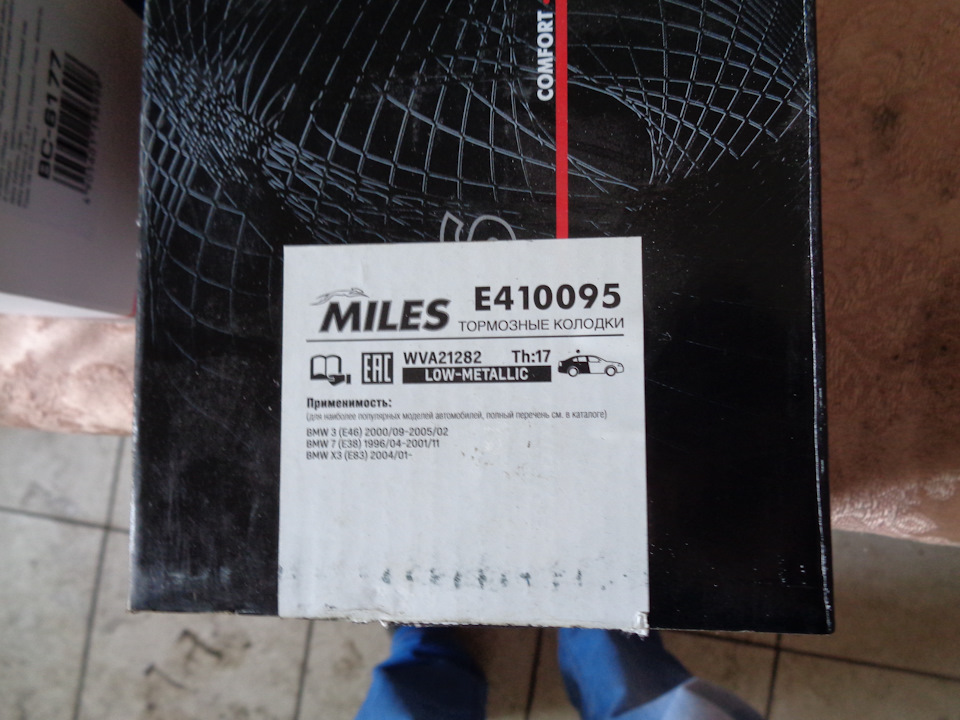 COMFORT
BC-6177
S
MILES
E410095
ТОРМОЗНЫЕ КОЛОДКИ
EAC
WVA21282 Th:17
LOW-METALLIC
Применимость:
(для наиболее популярных моделей автомобилей, полный перечень см. в каталоге)
BMW 3 (E46) 2000/09-2005/02
BMW 7 (E38) 1996/04-2001/11
BMW X3 (E83) 2004/01-